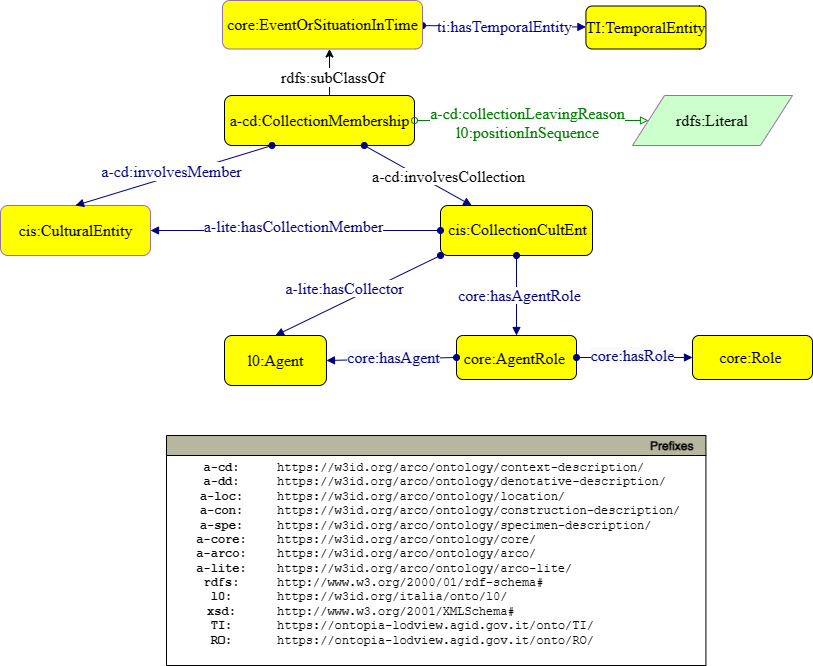 core:EventOrSituationInTime
ti:hasTemporalEntity
TI:TemporalEntity
rdfs:subClassOf
a-cd:CollectionMembership
a-cd:collectionLeavingReason
l0:positionInSequence
rdfs:Literal
a-cd:involvesMember
a-cd:involvesCollection
cis:CulturalEntity
a-lite:hasCollectionMember
cis:CollectionCultEnt
a-lite:hasCollector
core:hasAgentRole
l0:Agent
core:hasAgent
core:AgentRole
core:hasRole
core:Role
Prefixes
a-cd: https://w3id.org/arco/ontology/context-description/
a-dd: https://w3id.org/arco/ontology/denotative-description/
a-loc: https://w3id.org/arco/ontology/location/
a-con: https://w3id.org/arco/ontology/construction-description/
a-spe: https://w3id.org/arco/ontology/specimen-description/
a-core: https://w3id.org/arco/ontology/core/
a-arco: https://w3id.org/arco/ontology/arco/
a-lite: https://w3id.org/arco/ontology/arco-lite/
rdfs: http://www.w3.org/2000/01/rdf-schema#
l0: https://w3id.org/italia/onto/l0/
xsd: http://www.w3.org/2001/XMLSchema#
TI: https://ontopia-lodview.agid.gov.it/onto/TI/
RO: https://ontopia-lodview.agid.gov.it/onto/RO/